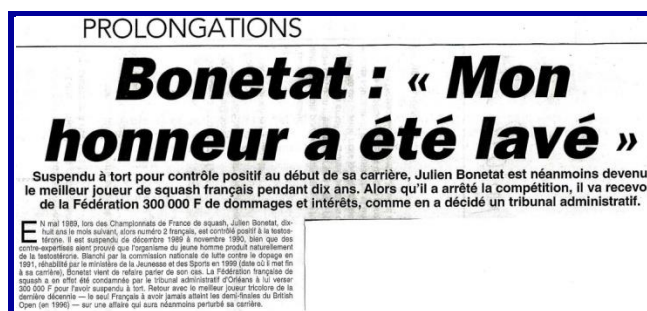 PROLONGATIONS
Bonetat : « Mon
honneur a été lavé »
Suspendu à tort pour contrôle positif au début de sa carrière, Julien Bonetat est néanmoins devenu
le meilleur joueur de squash français pendant dix ans. Alors qu'il a arrêté la compétition, il va recevo
de la Fédération 300 000 F de dommages et intérêts, comme en a décidé un tribunal administratif.
EN mai 1989, lors des Championnats de France de squash, Julien Bonetat, dix-
huit ans le mois suivant, alors numéro 2 français, est contrôlé positif à la testos-
térone. Il est suspendu de décembre 1989 à novembre 1990, bien que des
contre-expertises aient prouvé que l'organisme du jeune homme produit naturellement
de la testostérone. Blanchi par la commission nationale de lutte contre le dopage en
1991, réhabilité par le ministère de la Jeunesse et des Sports en 1999 (date où il met fin
à sa carrière), Bonetat vient de refaire parler de son cas. La Fédération française de
squash a en effet été condamnée par le tribunal administratif d'Orléans à lui verser
300 000 F pour l'avoir suspendu à tort. Retour avec le meilleur joueur tricolore de la
dernière décennie — le seul Français à avoir jamais atteint les demi-finales du British
Open (en 1996) — sur une affaire qui aura néanmoins perturbé sa carrière.